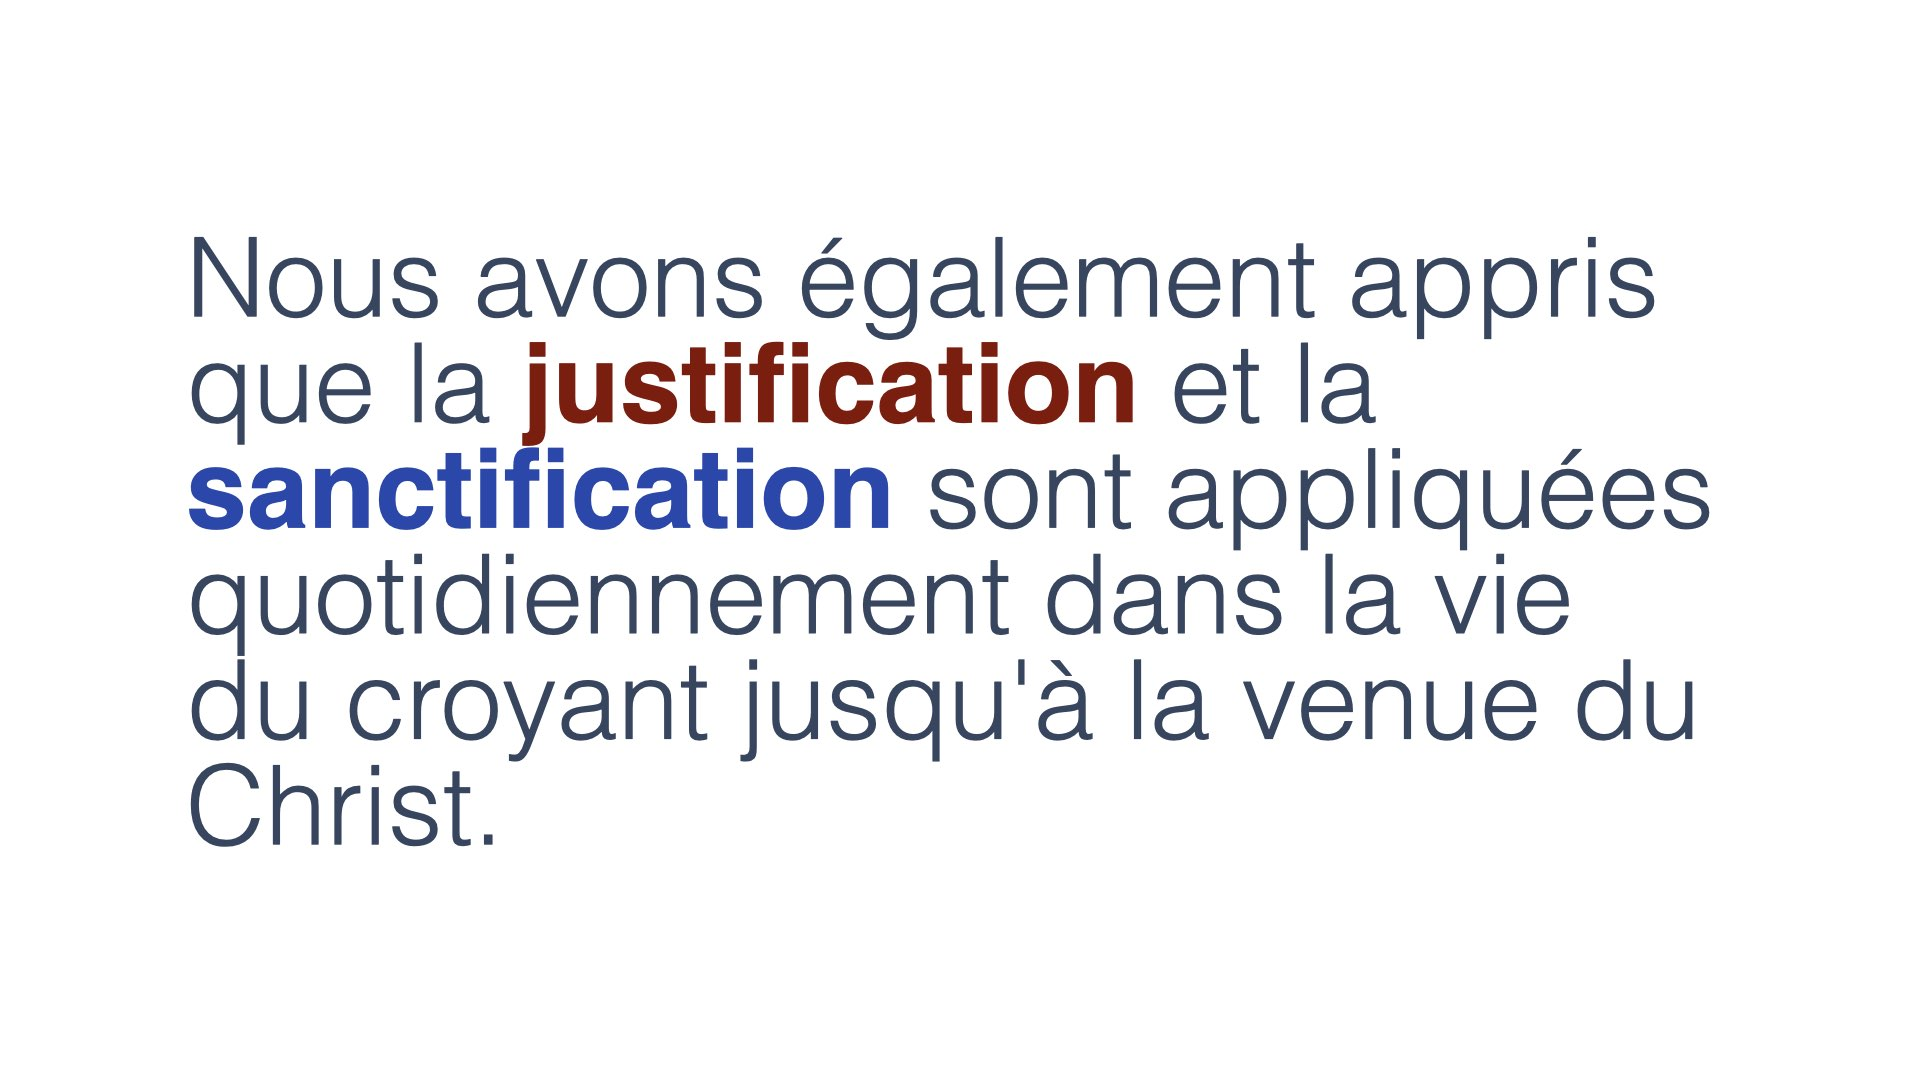 Nous avons également appris
que la justification et la
sanctification sont appliquées
quotidiennement dans la vie
du croyant jusqu'à la venue du
Christ.